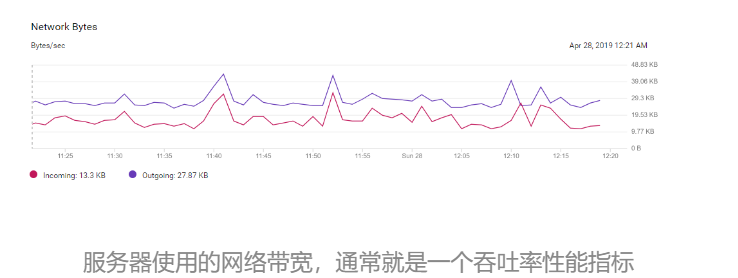 Network Bytes
Bytes/sec
Apr 28, 2019 12:21 AM
48.83 KB
39.06 KB
29.3 KB
19.53 KB
9.77 KB
0 B
11:25 11:30 11:35 11:40 11:45 11:50 11:55 Sun 28 12:05 12:10 12:15 12:20
Incoming: 13.3 KB Outgoing: 27.87 KB
服务器使用的网络带宽，通常就是一个吞吐率性能指标